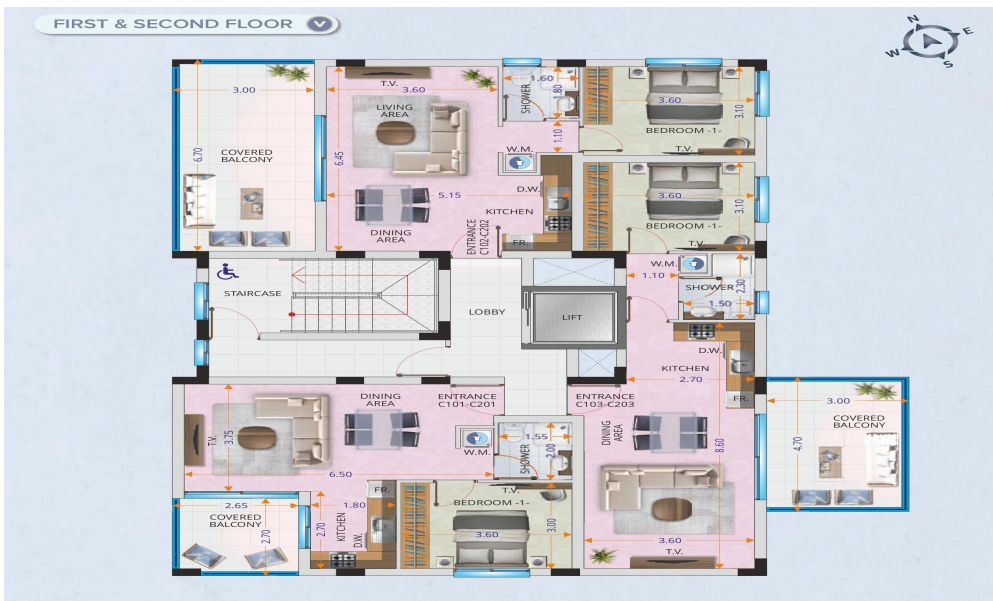 FIRST & SECOND FLOOR
N
E
W
S
3.00
6.70
COVERED
BALCONY
T.V.
3.60
LIVING
AREA
6.45
5.15
DINING
AREA
1.60
1.80
SHOWER
1.10
W.M.
D.W.
KITCHEN
FR.
ENTRANCE
C102-C202
3.60
3.10
BEDROOM -1-
T.V.
3.60
3.10
BEDROOM -1-
T.V.
STAIRCASE
LOBBY
LIFT
W.M.
1.10
SHOWER
2.30
1.50
D.W.
KITCHEN
2.70
FR.
ENTRANCE
C101-C201
ENTRANCE
C103-C203
DINING
AREA
3.75
T.V.
6.50
W.M.
1.55
2.00
SHOWER
DINING
AREA
8.60
3.60
T.V.
3.00
4.70
COVERED
BALCONY
2.65
COVERED
BALCONY
2.70
FR.
1.80
KITCHEN
D.W.
2.70
T.V.
BEDROOM -1-
3.60
3.00